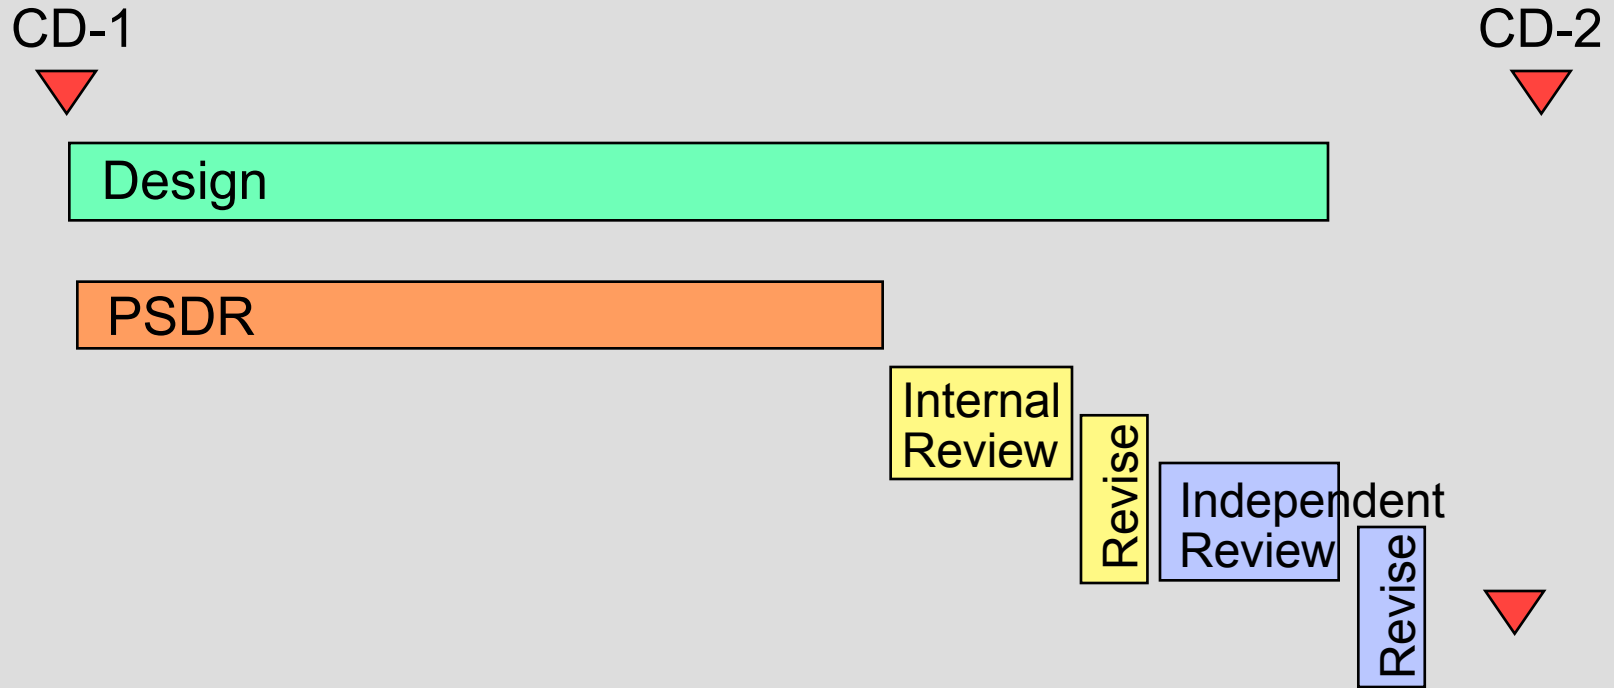 CD-1
CD-2
Design
PSDR
Internal
Review
Revise
Independent
Review
Revise